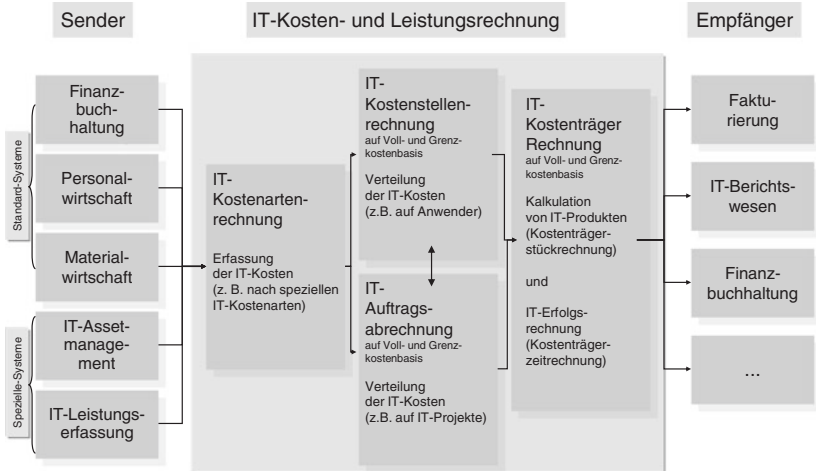 Sender
IT-Kosten- und Leistungsrechnung
Empfänger
Standard-Systeme
Finanz-
buch-
haltung
Personal-
wirtschaft
Material-
wirtschaft
Spezielle-Systeme
IT-Asset-
management
IT-Leistungs-
erfassung
IT-
Kostenarten-
rechnung
Erfassung
der IT-Kosten
(z. B. nach speziellen
IT-Kostenarten)
IT-
Kostenstellen-
rechnung
auf Voll- und Grenz-
kostenbasis
Verteilung
der IT-Kosten
(z.B. auf Anwender)
IT-
Auftrags-
abrechnung
auf Voll- und Grenz-
kostenbasis
Verteilung
der IT-Kosten
(z.B. auf IT-Projekte)
IT-
Kostenträger
Rechnung
auf Voll- und Grenz-
kostenbasis
Kalkulation
von IT-Produkten
(Kostenträger-
stückrechnung)
und
IT-Erfolgs-
rechnung
(Kostenträger-
zeitrechnung)
Faktu-
rierung
IT-Berichts-
wesen
Finanz-
buchhaltung
...